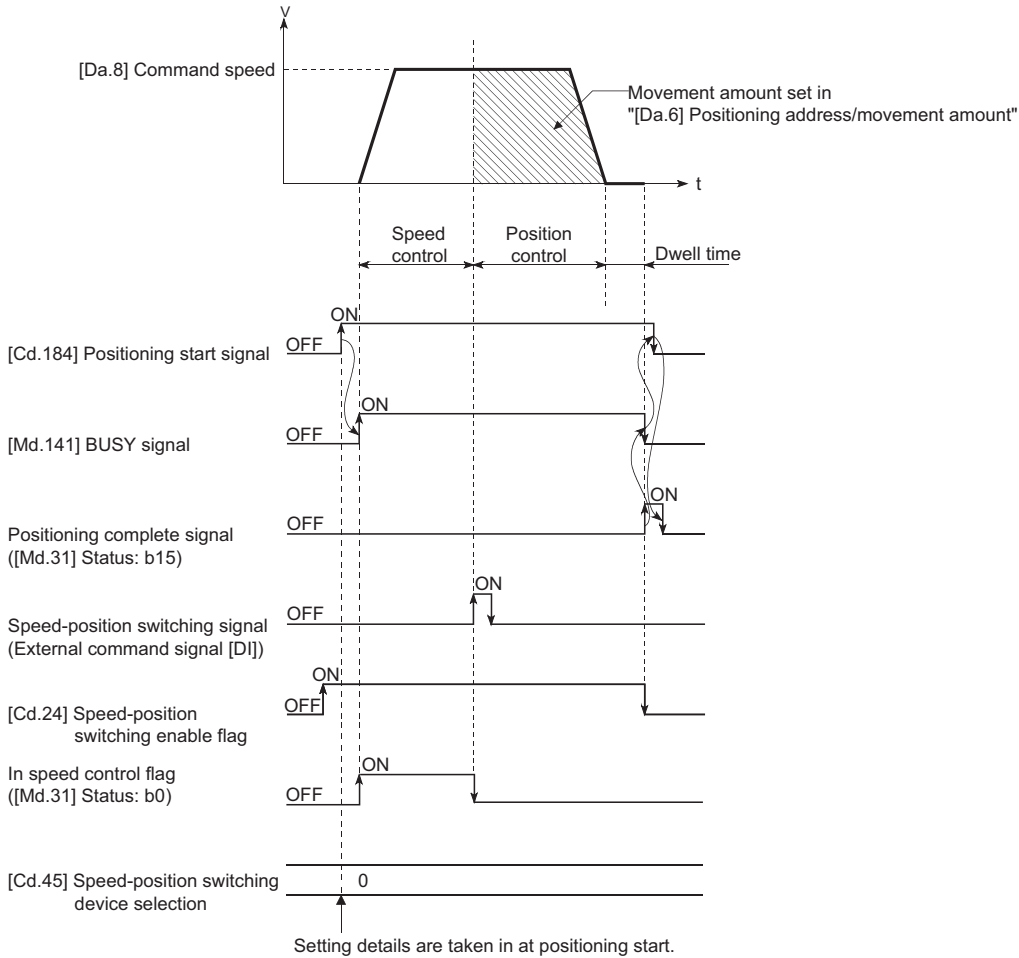 V
[Da.8] Command speed
Movement amount set in
"[Da.6] Positioning address/movement amount"
t
Speed
control
Position
control
Dwell time
ON
[Cd.184] Positioning start signal
OFF
ON
[Md.141] BUSY signal
OFF
ON
Positioning complete signal
([Md.31] Status: b15)
OFF
ON
Speed-position switching signal
(External command signal [DI])
OFF
ON
[Cd.24] Speed-position
switching enable flag
OFF
In speed control flag
([Md.31] Status: b0)
ON
OFF
[Cd.45] Speed-position switching
device selection
0
Setting details are taken in at positioning start.